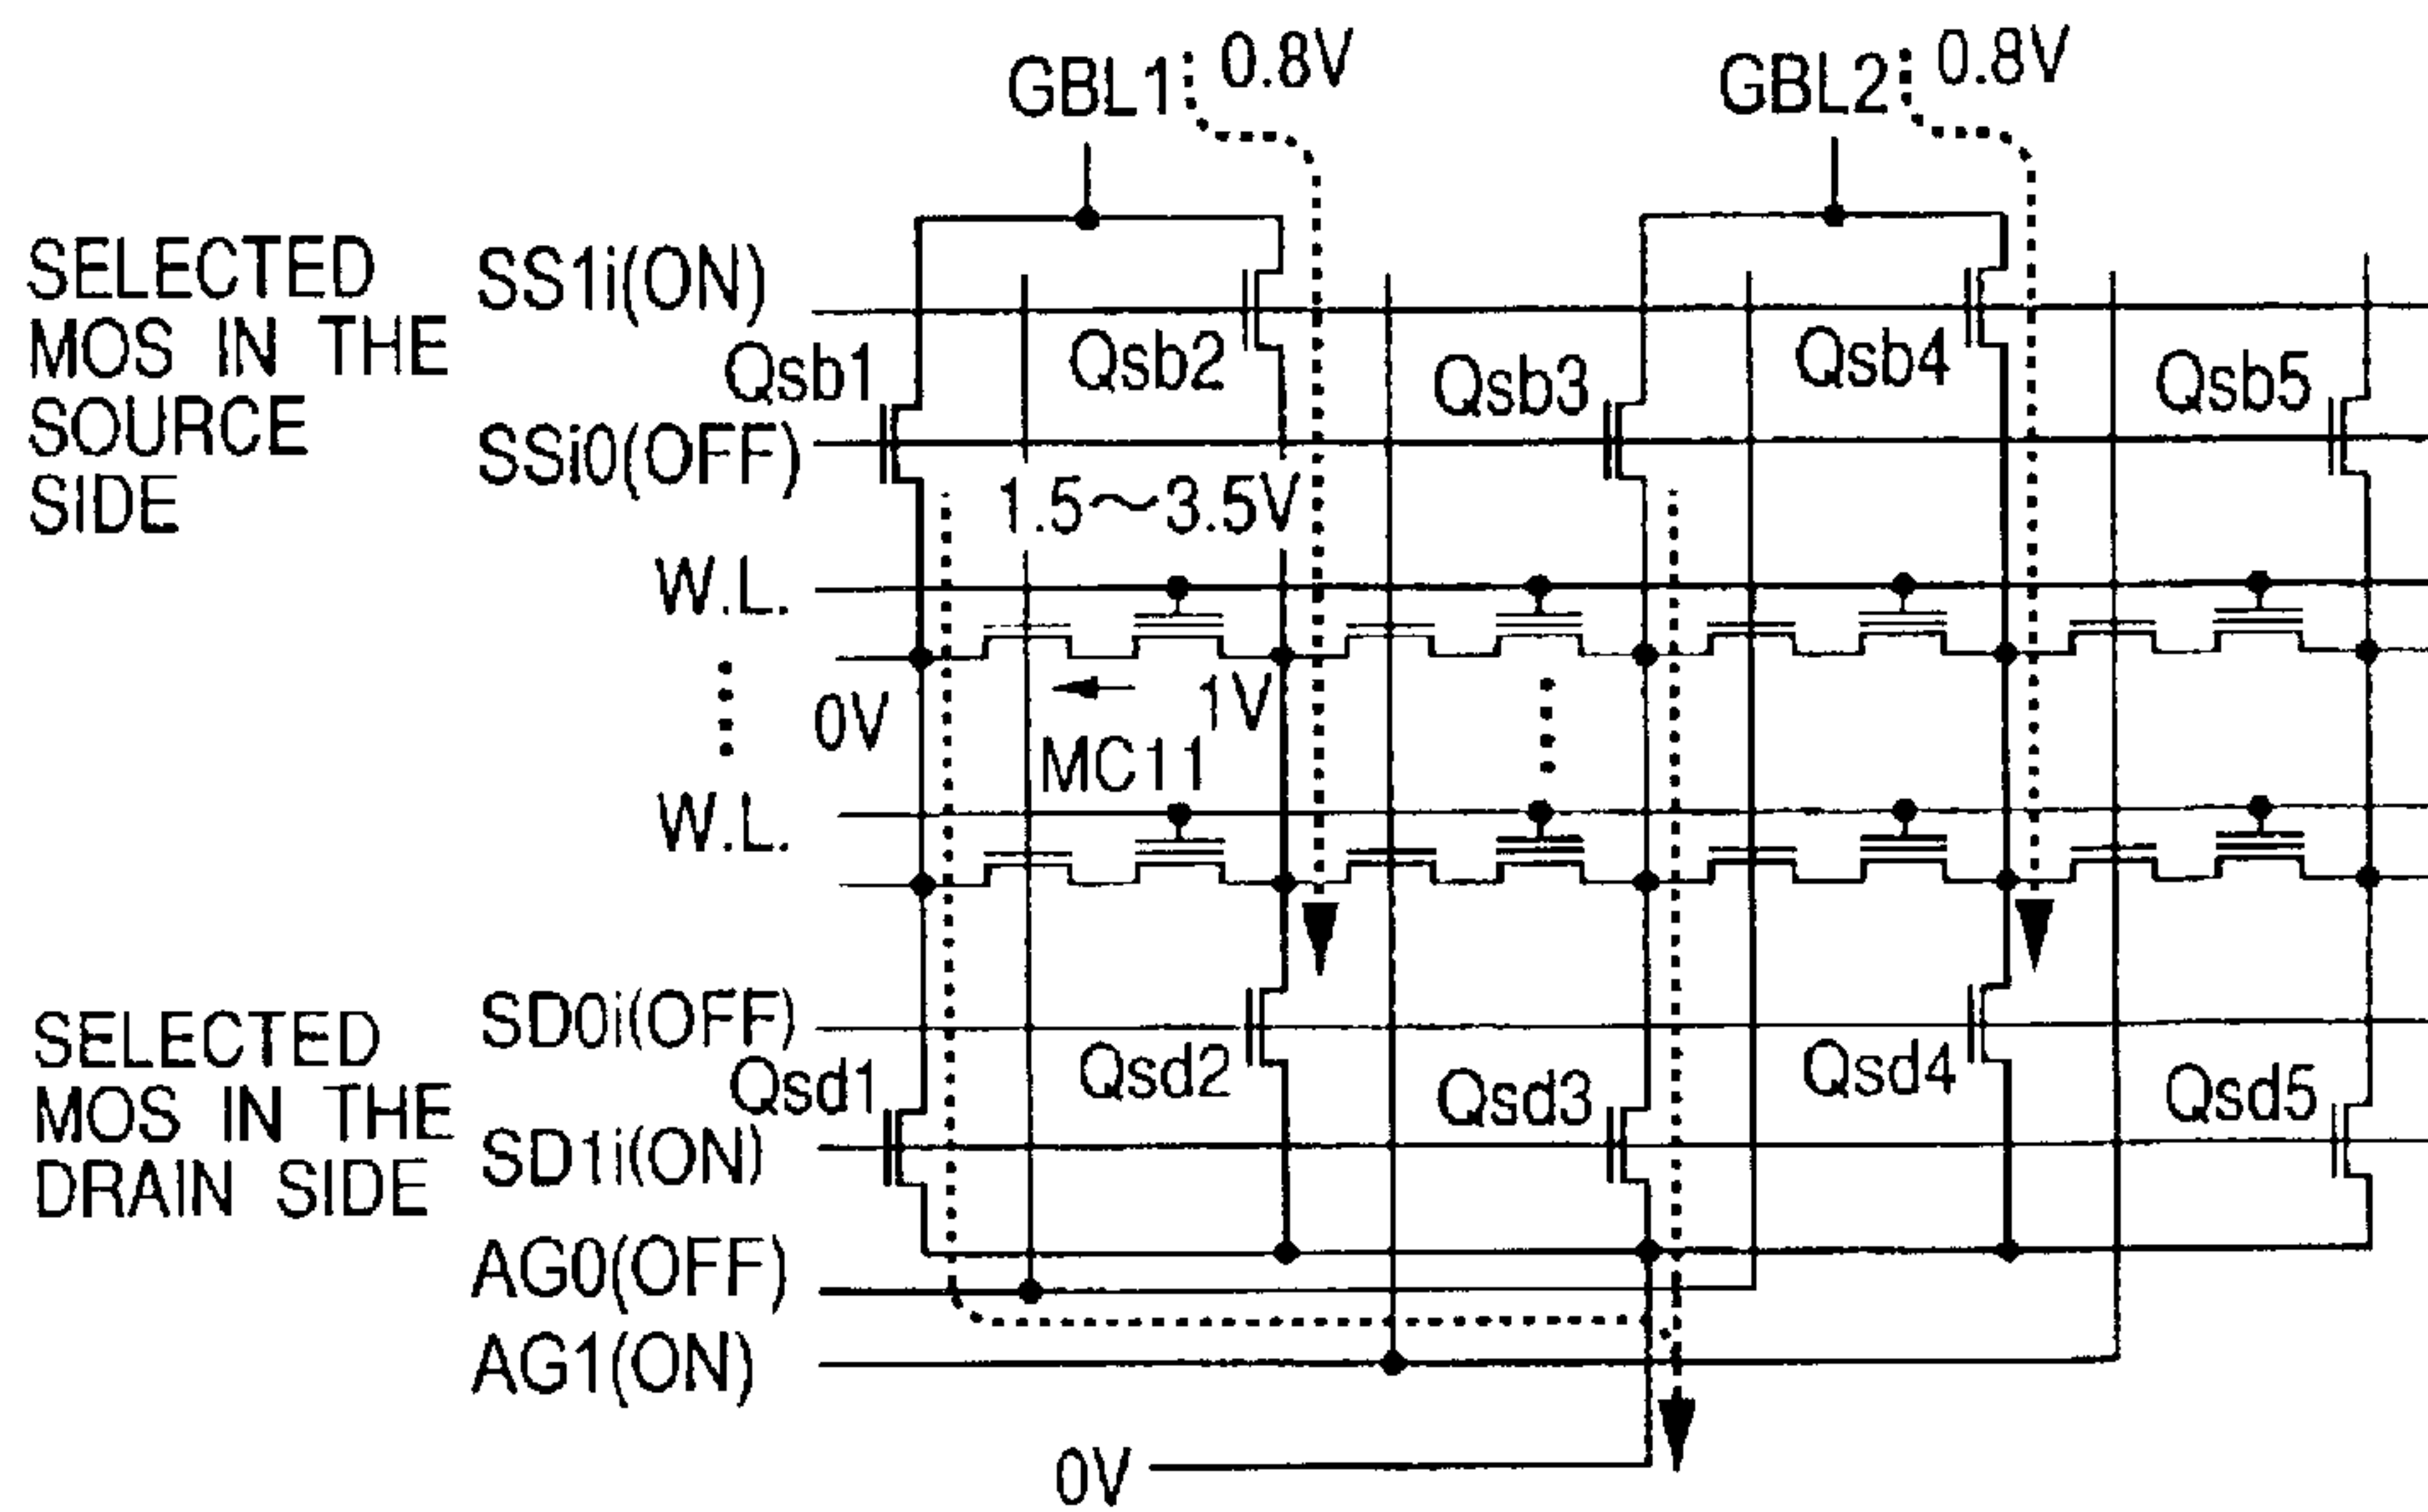 GBL1 0.8V GBL2 0.8V
SELECTED
MOS IN THE
SOURCE
SIDE
SS1i(ON)
Qsb1 Qsb2 Qsb3 Qsb4 Qsb5
SSi0(OFF)
1.5～3.5V
W.L.
0V 1V
MC11
W.L.
SELECTED
MOS IN THE
DRAIN SIDE
SD0i(OFF)
Qsd1 Qsd2 Qsd3 Qsd4 Qsd5
SD1i(ON)
AG0(OFF)
AG1(ON)
0V